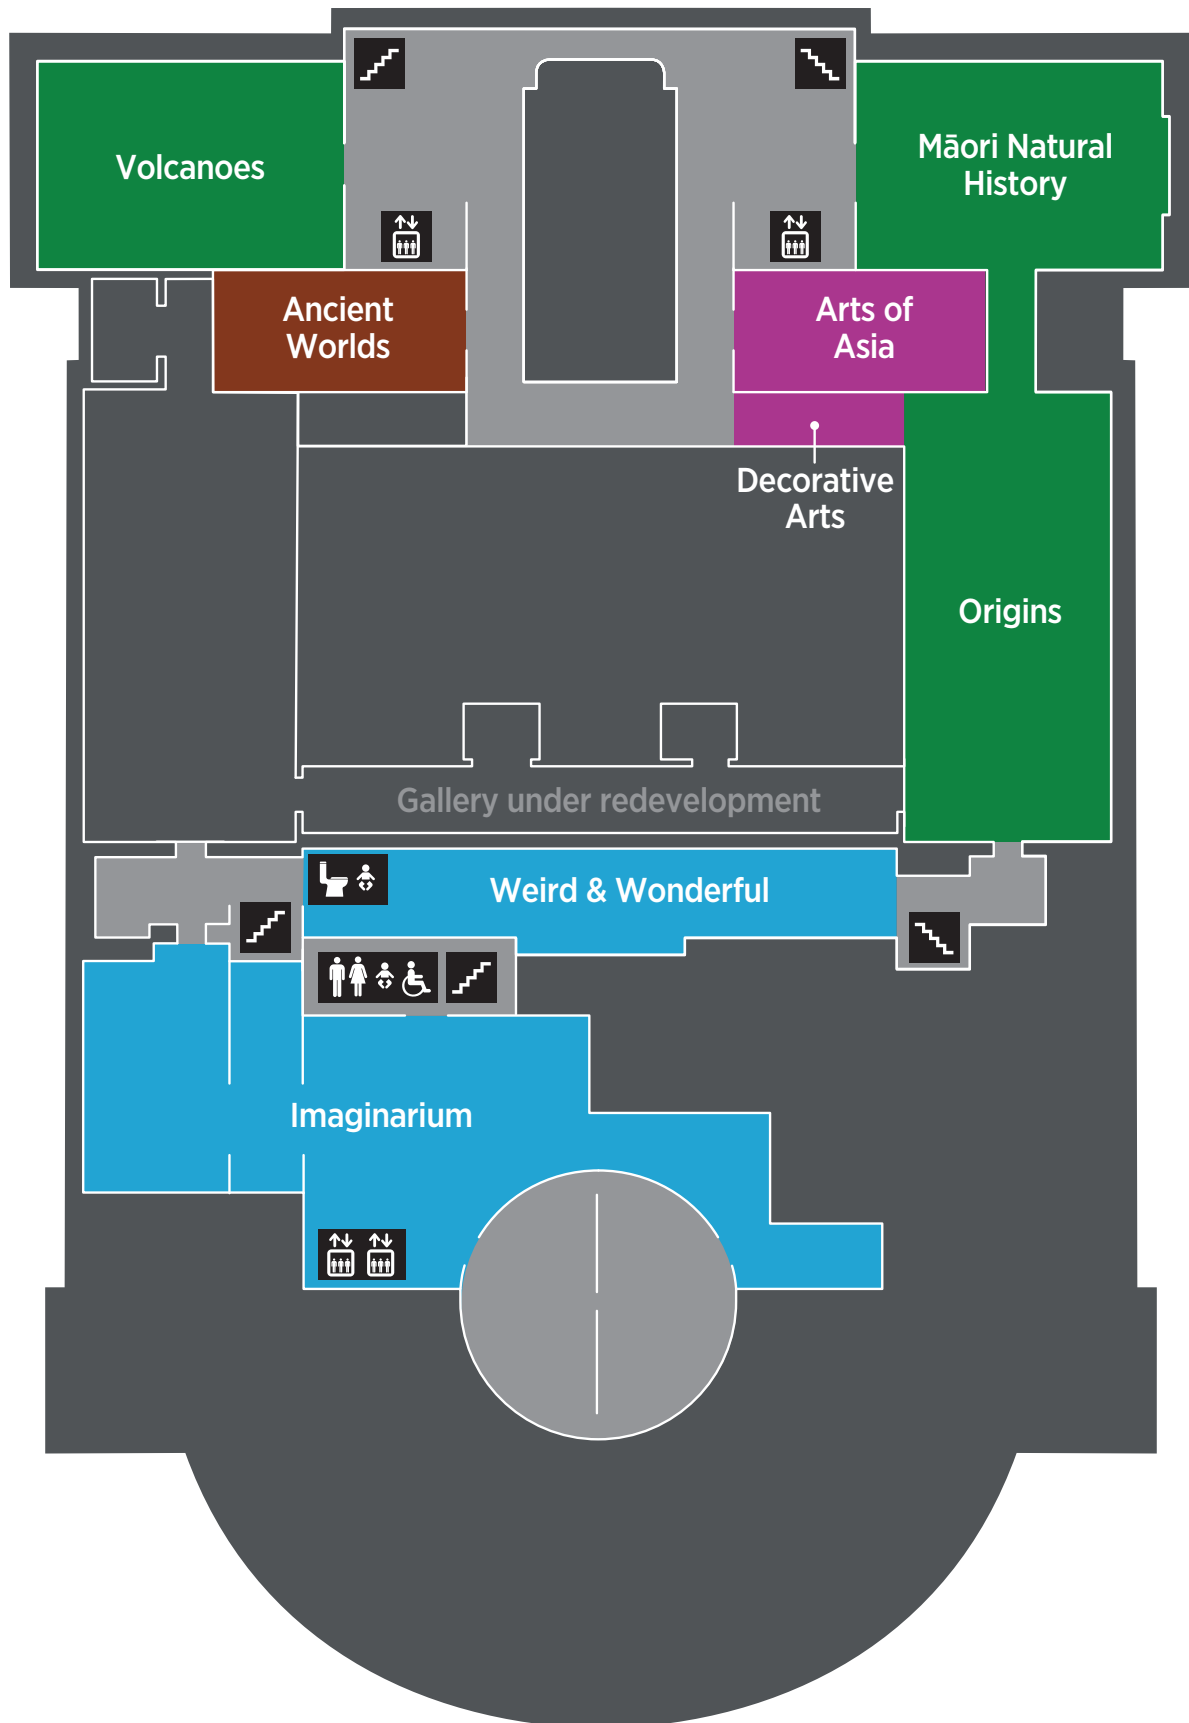 Volcanoes
Māori Natural
History
Ancient
Worlds
Arts of
Asia
Decorative
Arts
Origins
Gallery under redevelopment
Weird & Wonderful
Imaginarium